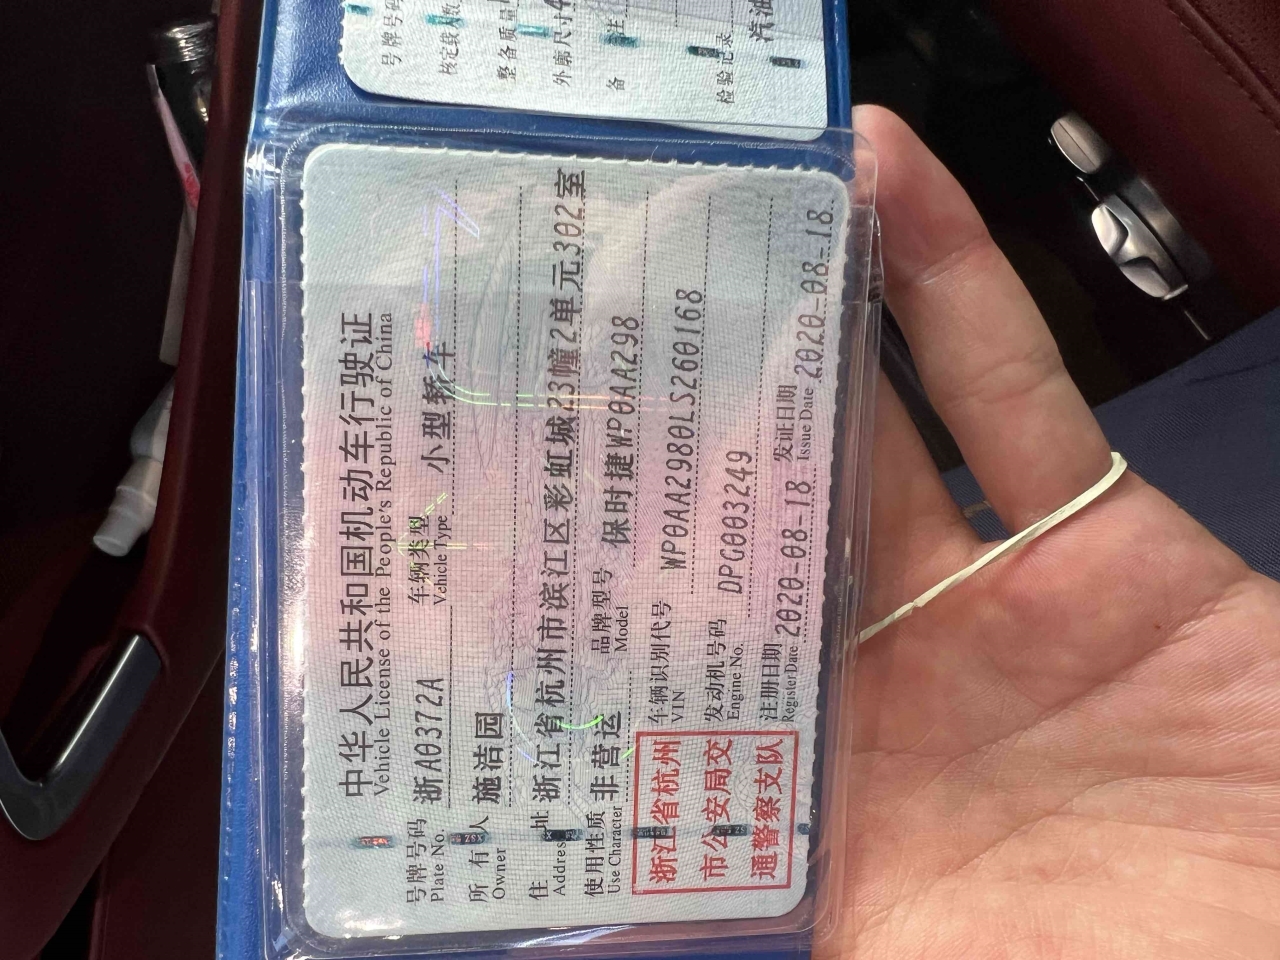 中华人民共和国机动车行驶证
Vehicle License of the People's Republic of China
号牌号码 浙A0372A 车辆类型 小型轿车
Plate No. Vehicle Type
所有人 施洁园
Owner
住址 浙江省杭州市滨江区彩虹城23幢2单元302室
Address
使用性质 非营运 品牌型号 保时捷WP0AA298
Use Character Model
浙江省杭州
市公安局交
通警察支队
车辆识别代号 WP0AA2980LS260168
VIN
发动机号码 DPG003249
Engine No.
注册日期 2020-08-18 发证日期 2020-08-18
Register Date Issue Date
号牌号码
核定载人数
整备质量
外廓尺寸
备注
检验记录
汽油